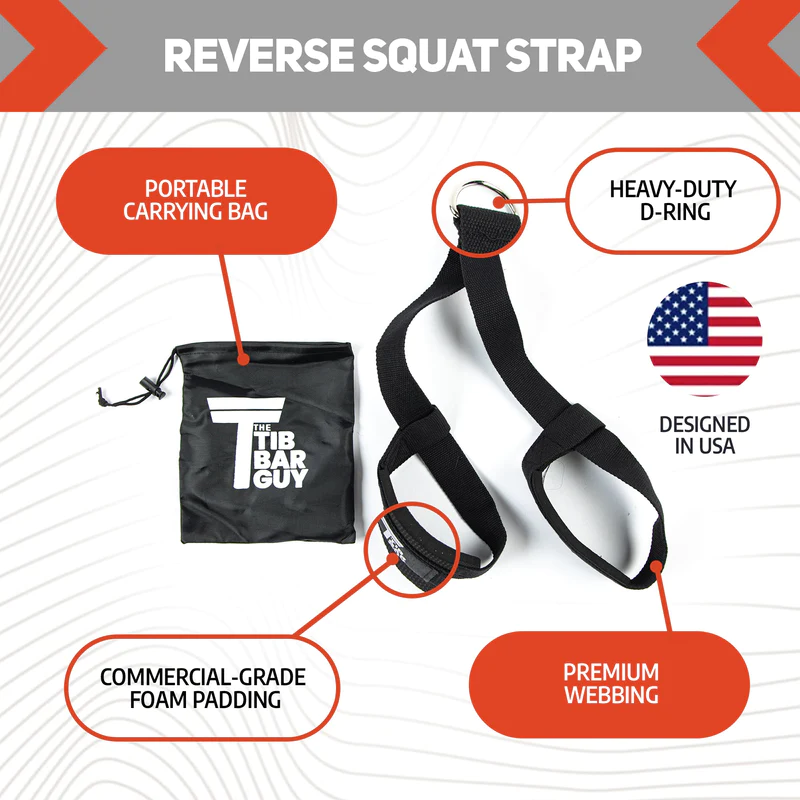 REVERSE SQUAT STRAP
PORTABLE
CARRYING BAG
HEAVY-DUTY
D-RING
DESIGNED
IN USA
THE
TIB
BAR
GUY
COMMERCIAL-GRADE
FOAM PADDING
PREMIUM
WEBBING